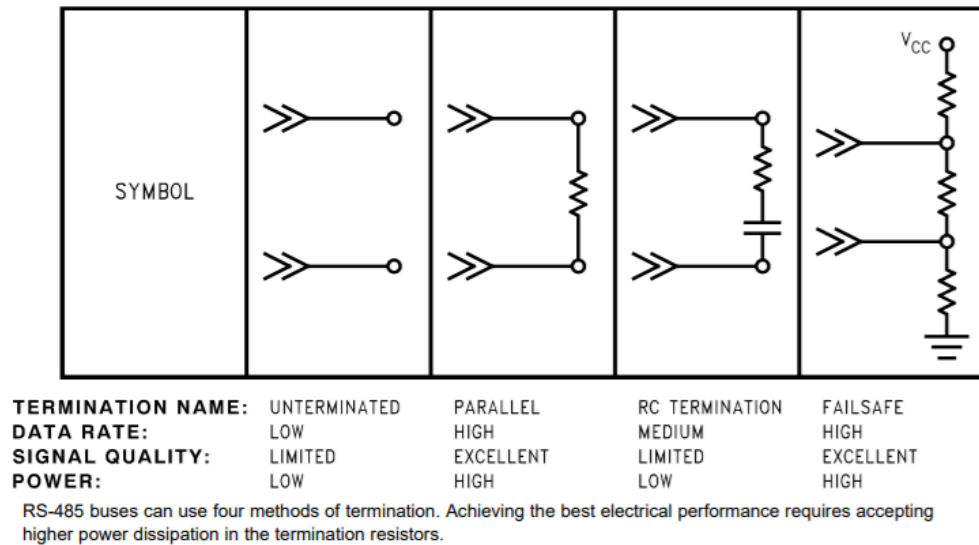 V_CC
SYMBOL
TERMINATION NAME: UNTERMINATED PARALLEL RC TERMINATION FAILSAFE
DATA RATE: LOW HIGH MEDIUM HIGH
SIGNAL QUALITY: LIMITED EXCELLENT LIMITED EXCELLENT
POWER: LOW HIGH LOW HIGH
RS-485 buses can use four methods of termination. Achieving the best electrical performance requires accepting
higher power dissipation in the termination resistors.